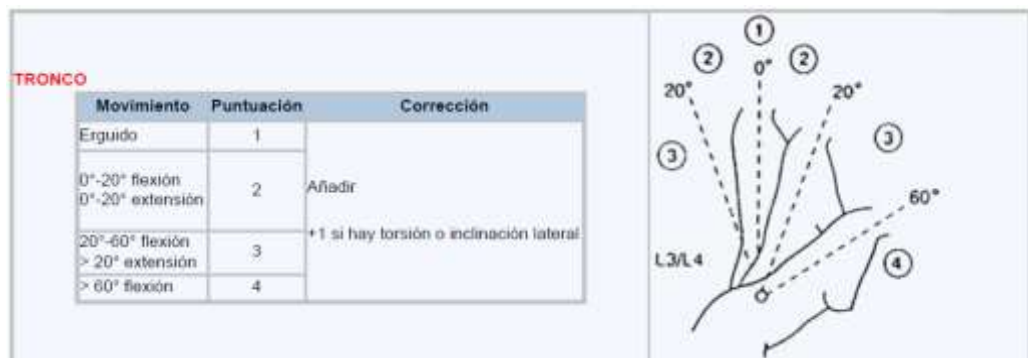 TRONCO
Movimiento Puntuación Corrección
Erguido 1
0°-20° flexión
0°-20° extensión
2
Añadir
+1 si hay torsión o inclinación lateral
20°-60° flexión
> 20° extensión
3
> 60° flexión 4
1
2
0°
2
20°
20°
3
3
60°
L3/L4
4